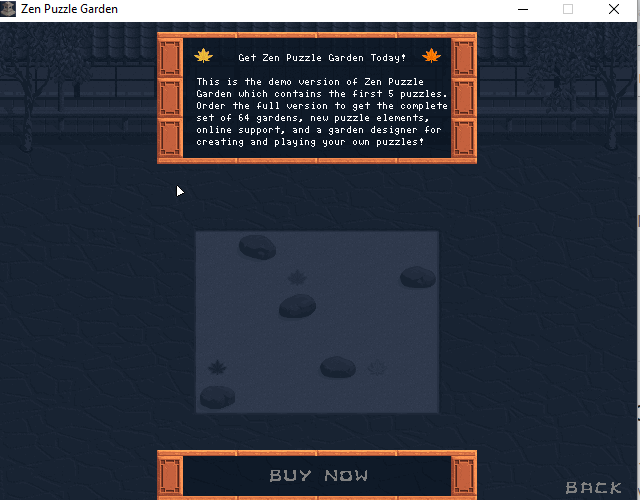 Zen Puzzle Garden
Get Zen Puzzle Garden Today!
This is the demo version of Zen Puzzle
Garden which contains the first 5 puzzles.
Order the full version to get the complete
set of 64 gardens, new puzzle elements,
online support, and a garden designer for
creating and playing your own puzzles!
BUY NOW
BACK